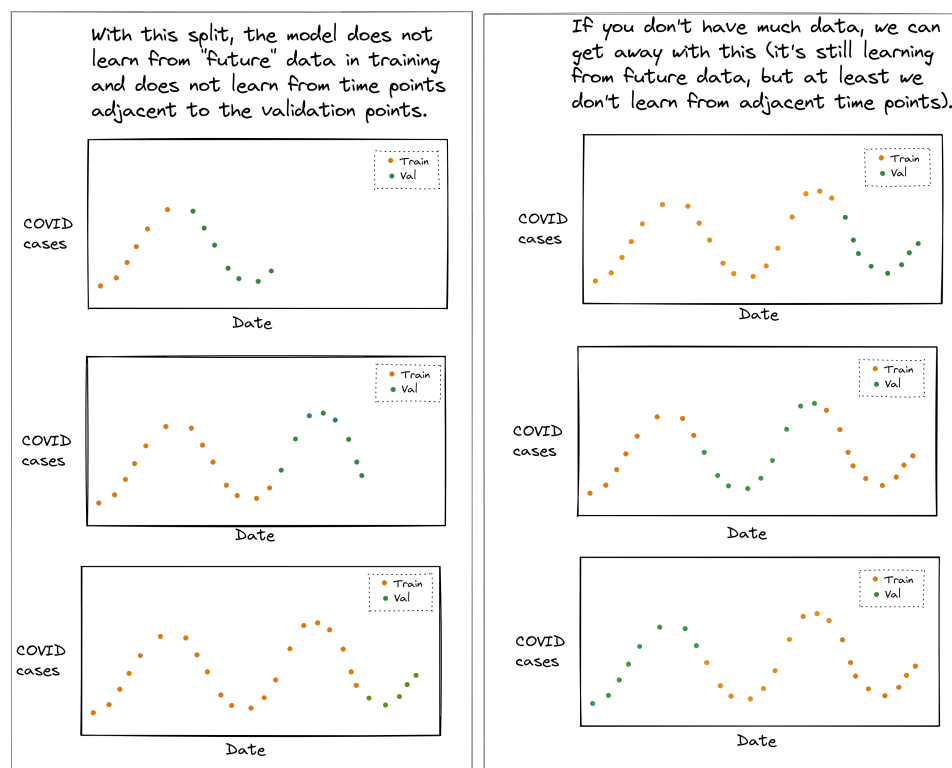 With this split, the model does not
learn from "future" data in training
and does not learn from time points
adjacent to the validation points.
Train
Val
COVID
cases
Date
Train
Val
COVID
cases
Date
Train
Val
COVID
cases
Date
If you don't have much data, we can
get away with this (it's still learning
from future data, but at least we
don't learn from adjacent time points).
Train
Val
COVID
cases
Date
Train
Val
COVID
cases
Date
Train
Val
COVID
cases
Date